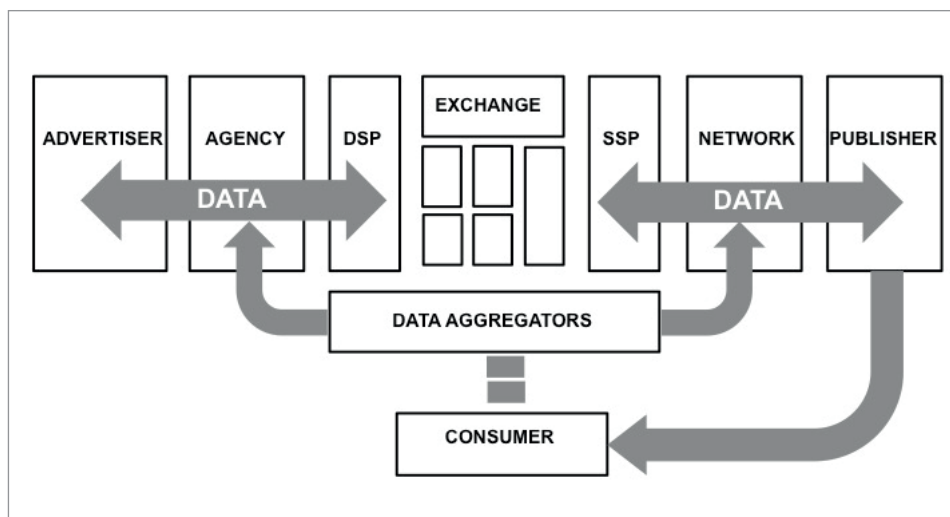 EXCHANGE
ADVERTISER
AGENCY
DSP
SSP
NETWORK
PUBLISHER
DATA
DATA
DATA AGGREGATORS
CONSUMER